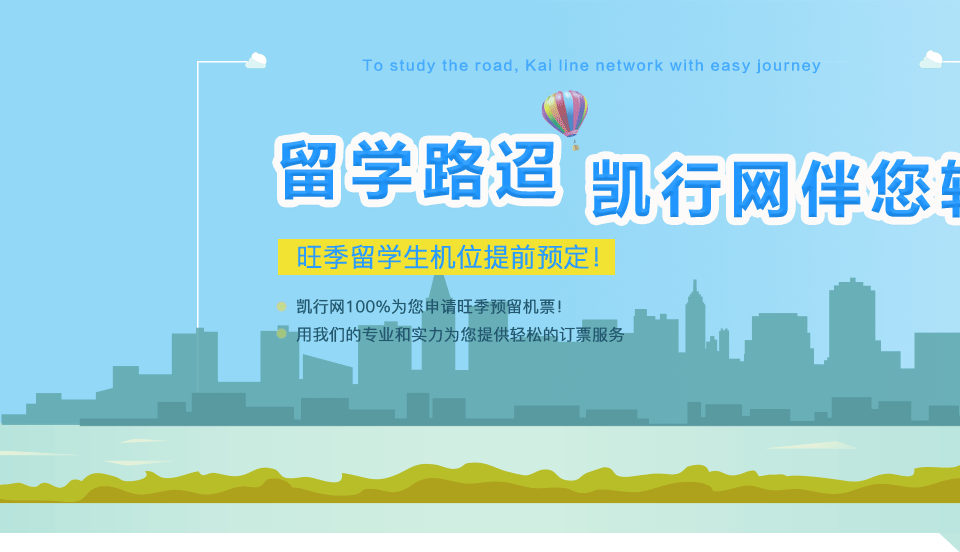 To study the road, Kai line network with easy journey
留学路迢
凯行网伴您
旺季留学生机位提前预定!
凯行网100%为您申请旺季预留机票!
用我们的专业和实力为您提供轻松的订票服务